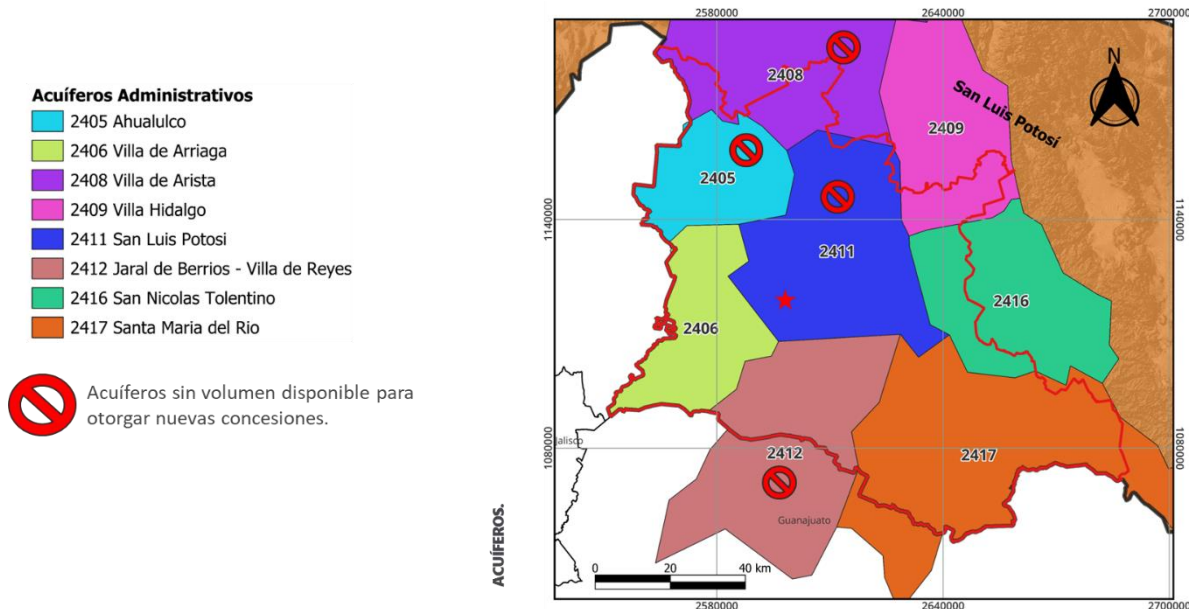 Acuíferos Administrativos
2405 Ahualulco
2406 Villa de Arriaga
2408 Villa de Arista
2409 Villa Hidalgo
2411 San Luis Potosi
2412 Jaral de Berrios - Villa de Reyes
2416 San Nicolas Tolentino
2417 Santa Maria del Rio
Acuíferos sin volumen disponible para
otorgar nuevas concesiones.
ACUÍFEROS.
2580000
2640000
2700000
N
2408
San Luis Potosí
2409
2405
1140000
1140000
2411
2416
2406
Jalisco
1080000
1080000
2412
2417
Guanajuato
0
20
40 km
2580000
2640000
2700000